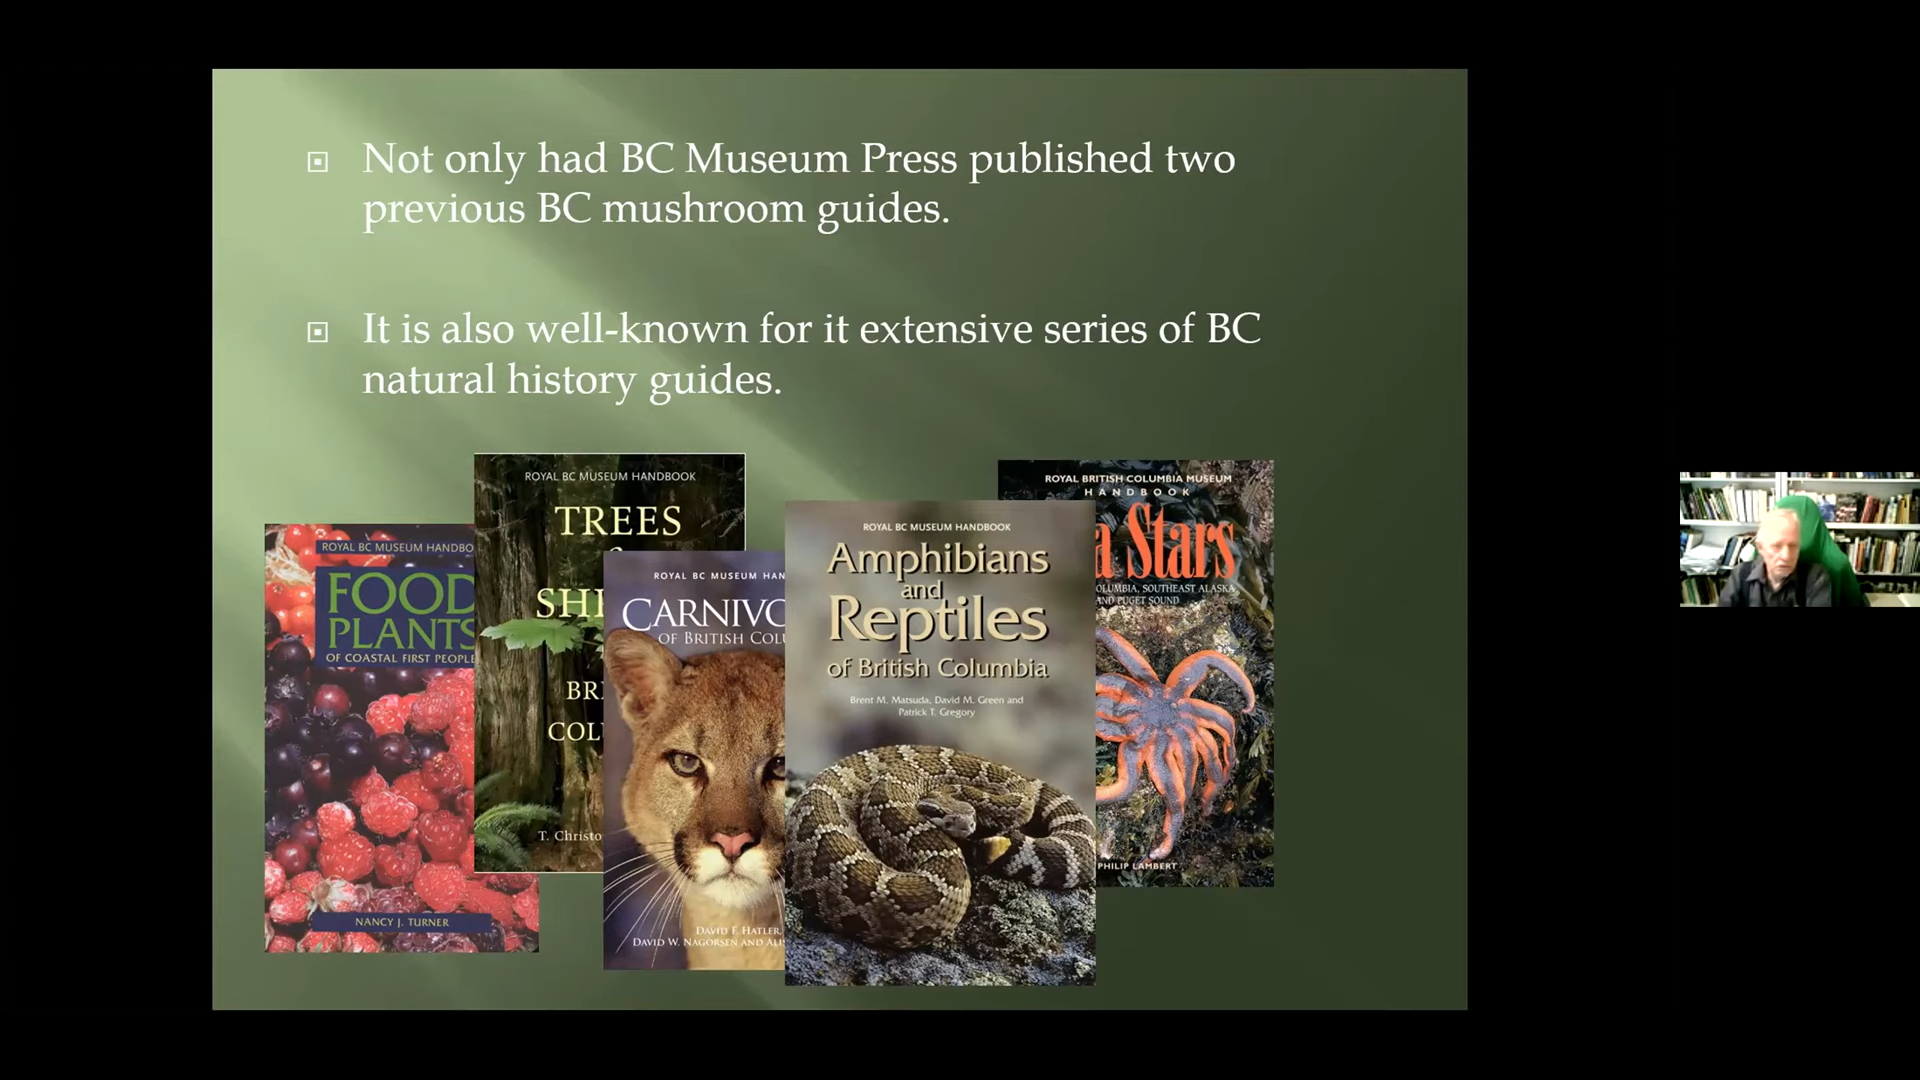 Not only had BC Museum Press published two
previous BC mushroom guides.
It is also well-known for it extensive series of BC
natural history guides.
ROYAL BC MUSEUM HANDBO
FOOD
PLANTS
OF COASTAL FIRST PEOPLE
NANCY J. TURNER
ROYAL BC MUSEUM HANDBOOK
TREES
SH
BR
COL
T. Christo
ROYAL BC MUSEUM HAN
CARNIVO
OF BRITISH COL
DAVID F. HATLER,
DAVID W. NAGORSEN AND ALI
ROYAL BC MUSEUM HANDBOOK
Amphibians
and
Reptiles
of British Columbia
Brent M. Matsuda, David M. Green and
Patrick T. Gregory
ROYAL BRITISH COLUMBIA MUSEUM
HANDBOOK
a Stars
OLUMBIA, SOUTHEAST ALASKA
AND PUGET SOUND
PHILIP LAMBERT